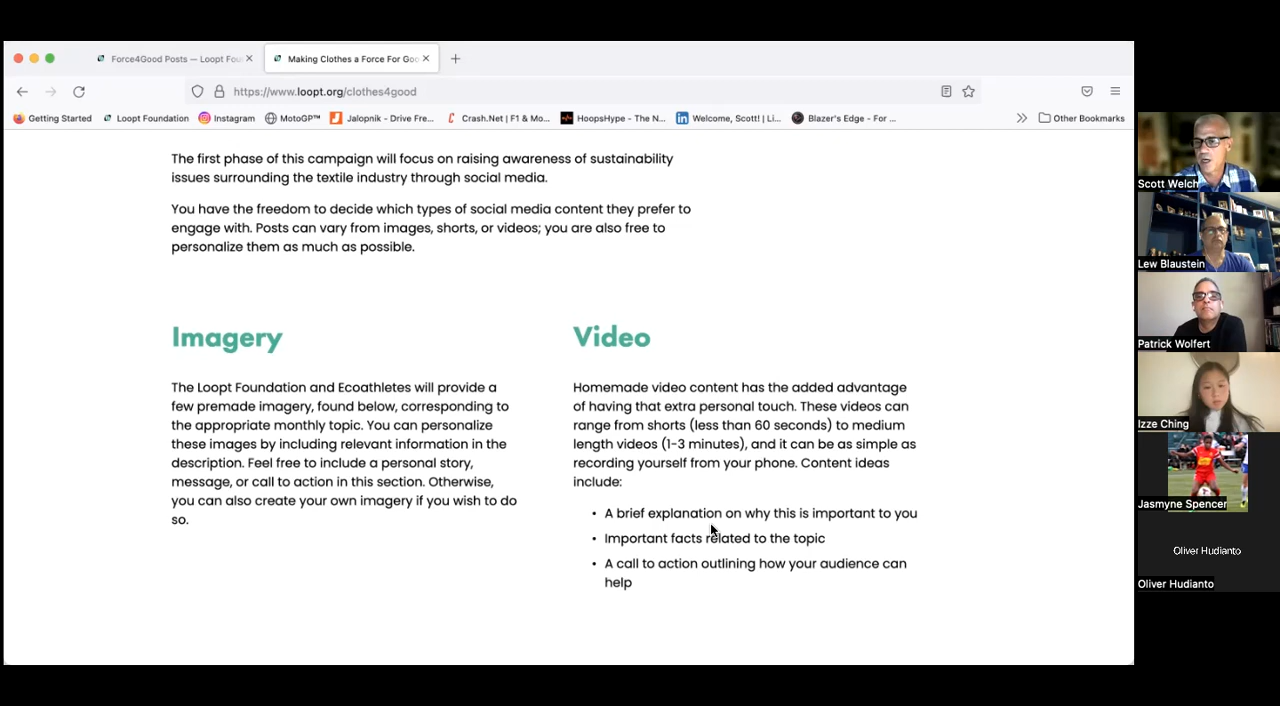 Force4Good Posts — Loopt Fou
Making Clothes a Force For Goo
https://www.loopt.org/clothes4good
Getting Started
Loopt Foundation
Instagram
MotoGP™
Jalopnik - Drive Fre...
Crash.Net | F1 & Mo...
HoopsHype - The N...
Welcome, Scott! | Li...
Blazer's Edge - For ...
Other Bookmarks
The first phase of this campaign will focus on raising awareness of sustainability
issues surrounding the textile industry through social media.
You have the freedom to decide which types of social media content they prefer to
engage with. Posts can vary from images, shorts, or videos; you are also free to
personalize them as much as possible.
Imagery
The Loopt Foundation and Ecoathletes will provide a
few premade imagery, found below, corresponding to
the appropriate monthly topic. You can personalize
these images by including relevant information in the
description. Feel free to include a personal story,
message, or call to action in this section. Otherwise,
you can also create your own imagery if you wish to do
so.
Video
Homemade video content has the added advantage
of having that extra personal touch. These videos can
range from shorts (less than 60 seconds) to medium
length videos (1-3 minutes), and it can be as simple as
recording yourself from your phone. Content ideas
include:
• A brief explanation on why this is important to you
• Important facts related to the topic
• A call to action outlining how your audience can
help
Scott Welch
Lew Blaustein
Patrick Wolfert
Izze Ching
Jasmyne Spencer
Oliver Hudianto
Oliver Hudianto